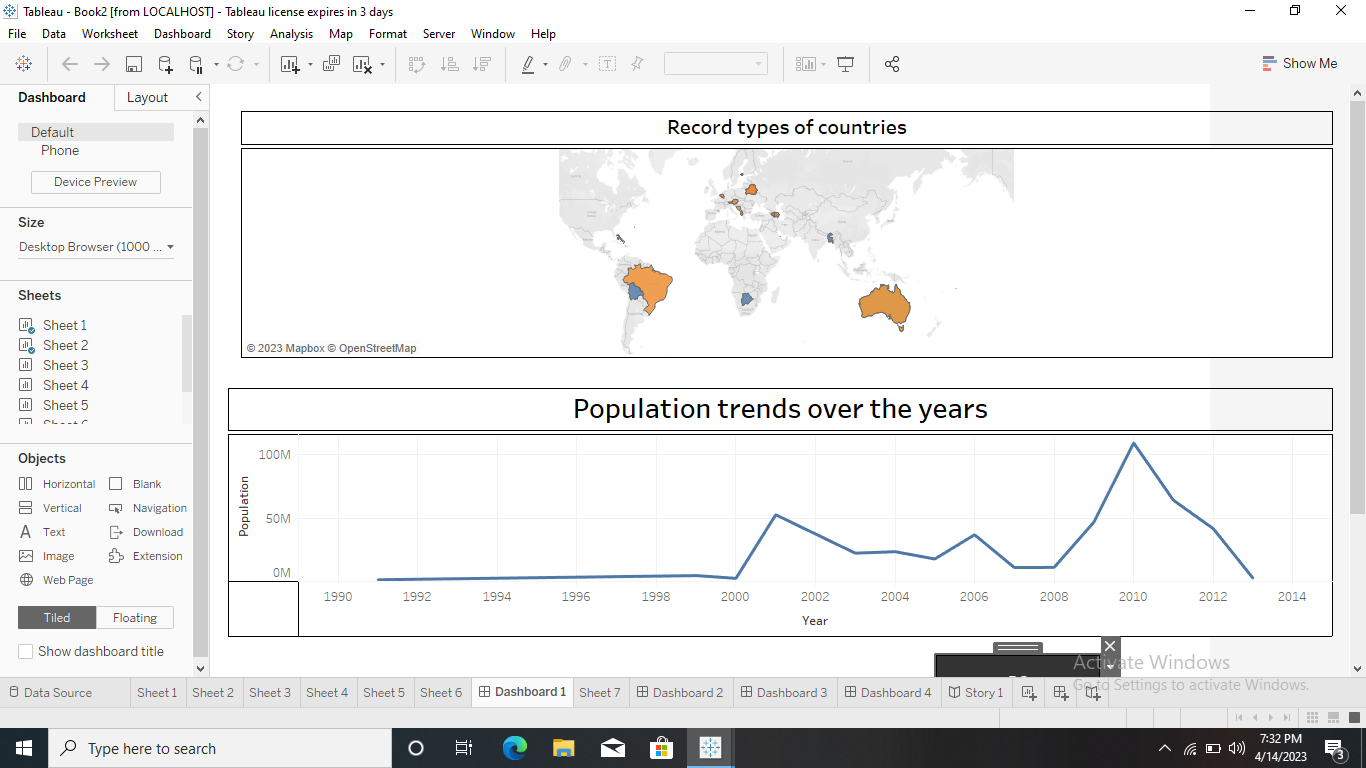 Tableau - Book2 [from LOCALHOST] - Tableau license expires in 3 days
File Data Worksheet Dashboard Story Analysis Map Format Server Window Help
Show Me
Dashboard Layout
Default
Phone
Device Preview
Size
Desktop Browser (1000 ...
Sheets
Sheet 1
Sheet 2
Sheet 3
Sheet 4
Sheet 5
Objects
Horizontal Blank
Vertical Navigation
Text Download
Image Extension
Web Page
Tiled Floating
Show dashboard title
Record types of countries
© 2023 Mapbox © OpenStreetMap
Population trends over the years
Population
100M
50M
0M
1990 1992 1994 1996 1998 2000 2002 2004 2006 2008 2010 2012 2014
Year
Activate Windows
Go to Settings to activate Windows.
Data Source Sheet 1 Sheet 2 Sheet 3 Sheet 4 Sheet 5 Sheet 6 Dashboard 1 Sheet 7 Dashboard 2 Dashboard 3 Dashboard 4 Story 1
Type here to search
7:32 PM
4/14/2023
3